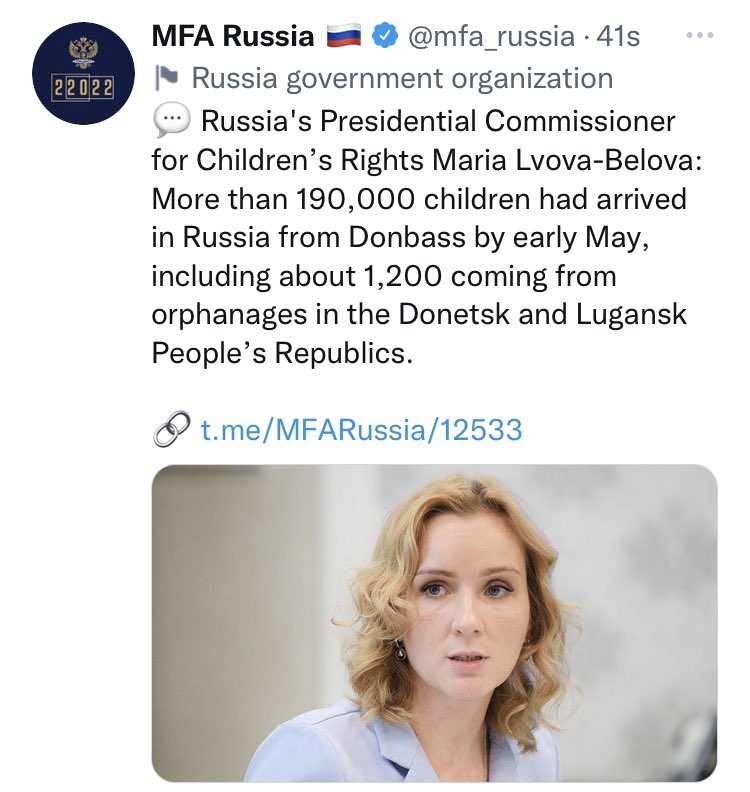 MFA Russia 🇷🇺 @mfa_russia · 41s
22022
Russia government organization
💬 Russia's Presidential Commissioner
for Children’s Rights Maria Lvova-Belova:
More than 190,000 children had arrived
in Russia from Donbass by early May,
including about 1,200 coming from
orphanages in the Donetsk and Lugansk
People’s Republics.
🔗 t.me/MFARussia/12533